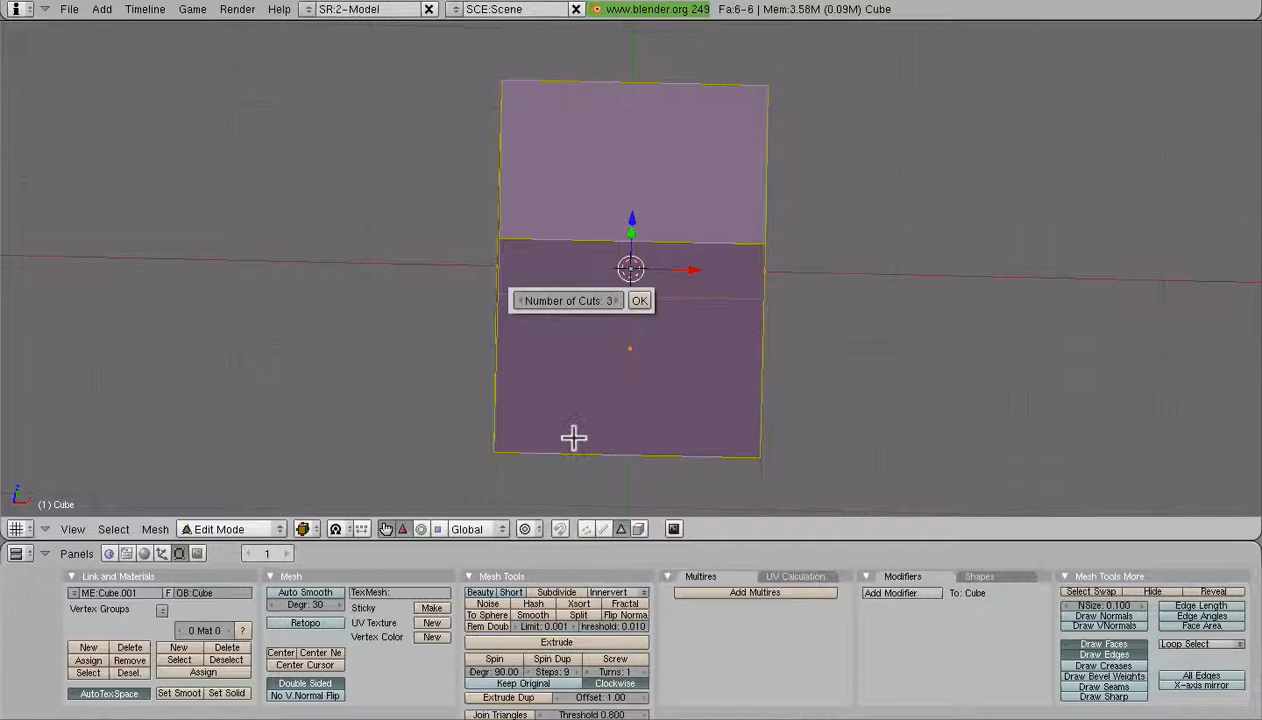 File Add Timeline Game Render Help SR:2-Model SCE:Scene www.blender.org 249 Fa:6-6 | Mem:3.58M (0.09M) Cube
Number of Cuts: 3 OK
z
x
(1) Cube
View Select Mesh Edit Mode Global
Panels 1
Link and Materials Mesh Mesh Tools Multires UV Calculation Modifiers Shapes Mesh Tools More
ME:Cube.001 F OB:Cube Auto Smooth TexMesh: Beauty Short Subdivide Innervert Add Multires Add Modifier To: Cube Select Swap Hide Reveal
Vertex Groups Degr: 30 Sticky Make Noise Hash Xsort Fractal NSize: 0.100 Edge Length
To Sphere Smooth Split Flip Norma Draw Normals Edge Angles
0 Mat 0 ? Retopo UV Texture New Rem Doub Limit: 0.001 hreshold: 0.010 Draw VNormals Face Area
Vertex Color New Extrude Draw Faces Loop Select
New Delete New Delete Center Center Ne Draw Edges
Assign Remove Select Deselect Center Cursor Spin Spin Dup Screw Draw Creases
Select Desel. Assign Degr: 90.00 Steps: 9 Turns: 1 Draw Bevel Weights All Edges
Double Sided Keep Original Clockwise Draw Seams X-axis mirror
AutoTexSpace Set Smoot Set Solid No V.Normal Flip Extrude Dup Offset: 1.00 Draw Sharp
Join Triangles Threshold 0.800